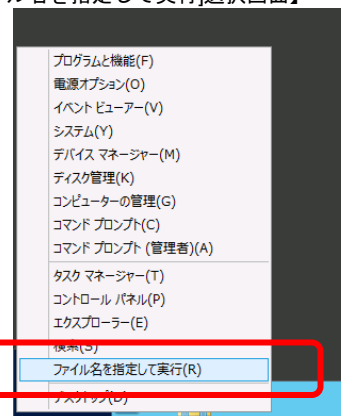 ル名を指定して実行]選択画面】
プログラムと機能(F)
電源オプション(O)
イベント ビューアー(V)
システム(Y)
デバイス マネージャー(M)
ディスク管理(K)
コンピューターの管理(G)
コマンド プロンプト(C)
コマンド プロンプト (管理者)(A)
タスク マネージャー(T)
コントロール パネル(P)
エクスプローラー(E)
検索(S)
ファイル名を指定して実行(R)
デスクトップ(D)